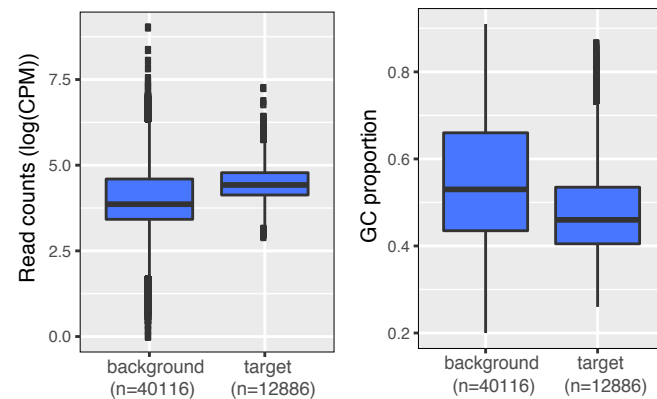 Read counts (log(CPM))
7.5
5.0
2.5
0.0
background
(n=40116)
target
(n=12886)
GC proportion
0.8
0.6
0.4
0.2
background
(n=40116)
target
(n=12886)